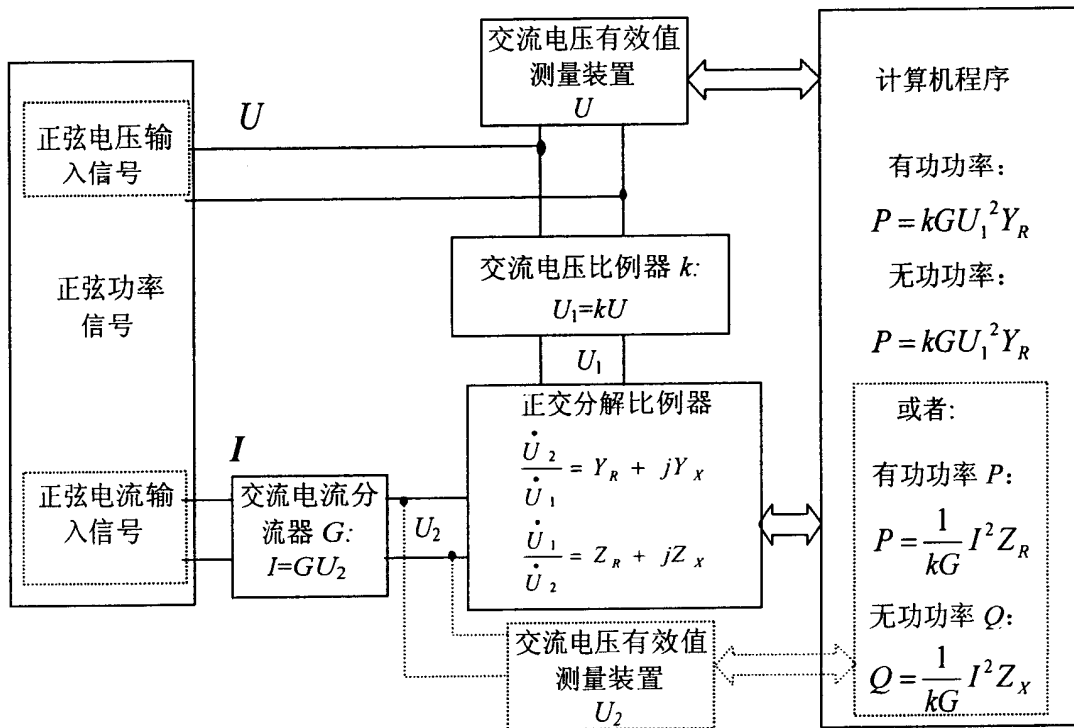 正弦电压输
入信号
正弦功率
信号
正弦电流输
入信号
U
I
交流电压有效值
测量装置
U
交流电压比例器 k:
U₁=kU
U₁
正交分解比例器
U̇₂/U̇₁ = Y_R + jY_X
U̇₁/U̇₂ = Z_R + jZ_X
交流电流分
流器 G:
I=GU₂
U₂
交流电压有效值
测量装置
U₂
计算机程序
有功功率：
P = kGU₁²Y_R
无功功率：
P = kGU₁²Y_R
或者:
有功功率 P：
P = 1/kG I²Z_R
无功功率 Q：
Q = 1/kG I²Z_X